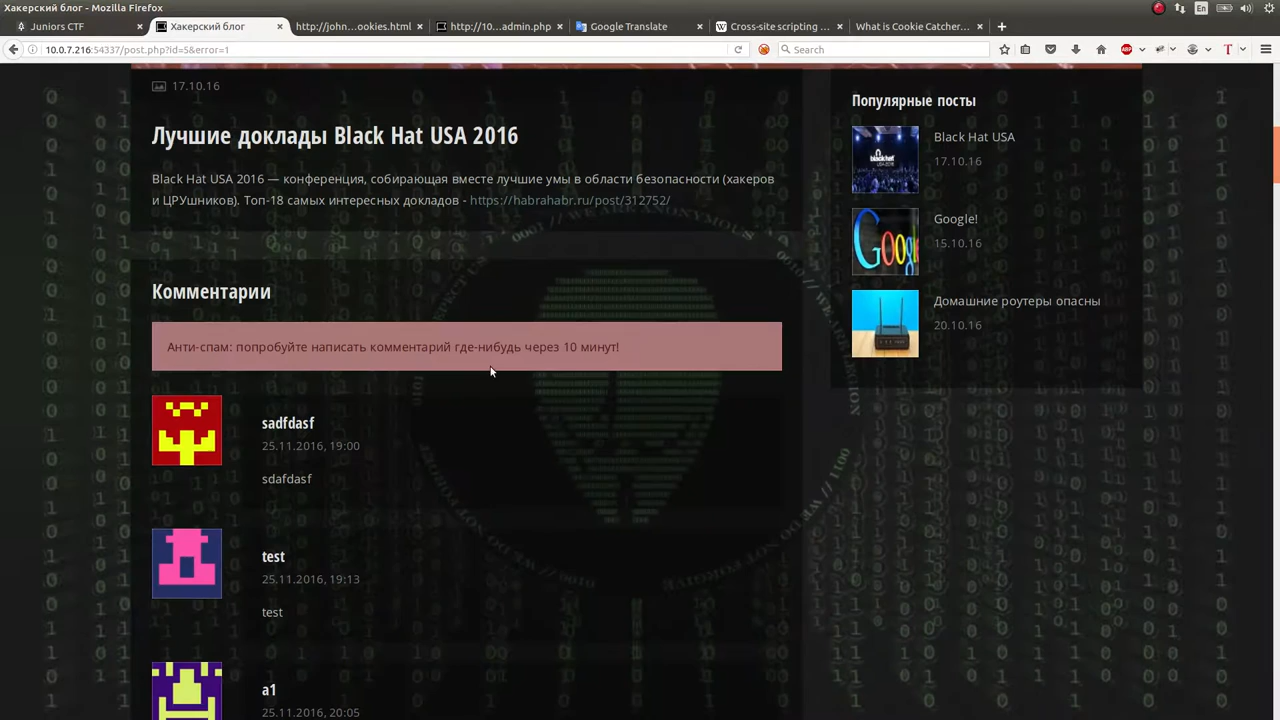 Хакерский блог - Mozilla Firefox
En
Juniors CTF
Хакерский блог
http://john...ookies.html
http://10...admin.php
Google Translate
Cross-site scripting ...
What is Cookie Catcher...
10.0.7.216:54337/post.php?id=5&error=1
Search
ABP
17.10.16
Лучшие доклады Black Hat USA 2016
Black Hat USA 2016 — конференция, собирающая вместе лучшие умы в области безопасности (хакеров
и ЦРУшников). Топ-18 самых интересных докладов - https://habrahabr.ru/post/312752/
Комментарии
Анти-спам: попробуйте написать комментарий где-нибудь через 10 минут!
sadfdasf
25.11.2016, 19:00
sdafdasf
test
25.11.2016, 19:13
test
a1
25.11.2016, 20:05
Популярные посты
Black Hat USA
17.10.16
Google!
15.10.16
Домашние роутеры опасны
20.10.16